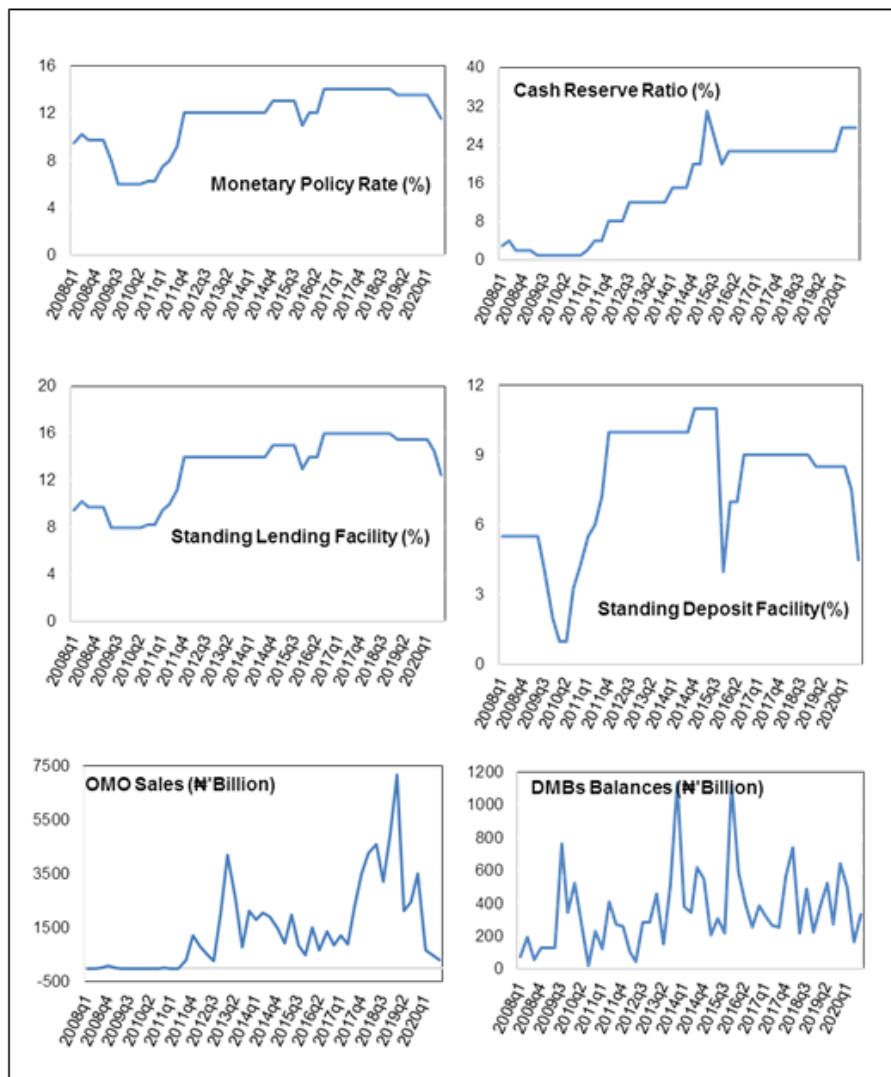 16
12
8
4
0
Monetary Policy Rate (%)
2008q1
2008q4
2009q3
2010q2
2011q1
2011q4
2012q3
2013q2
2014q1
2014q4
2015q3
2016q2
2017q1
2017q4
2018q3
2019q2
2020q1
40
32
24
16
8
0
Cash Reserve Ratio (%)
2008q1
2008q4
2009q3
2010q2
2011q1
2011q4
2012q3
2013q2
2014q1
2014q4
2015q3
2016q2
2017q1
2017q4
2018q3
2019q2
2020q1
20
16
12
8
4
0
Standing Lending Facility (%)
2008q1
2008q4
2009q3
2010q2
2011q1
2011q4
2012q3
2013q2
2014q1
2014q4
2015q3
2016q2
2017q1
2017q4
2018q3
2019q2
2020q1
12
9
6
3
0
Standing Deposit Facility(%)
2008q1
2008q4
2009q3
2010q2
2011q1
2011q4
2012q3
2013q2
2014q1
2014q4
2015q3
2016q2
2017q1
2017q4
2018q3
2019q2
2020q1
OMO Sales (₦'Billion)
7500
5500
3500
1500
-500
2008q1
2008q4
2009q3
2010q2
2011q1
2011q4
2012q3
2013q2
2014q1
2014q4
2015q3
2016q2
2017q1
2017q4
2018q3
2019q2
2020q1
DMBs Balances (₦'Billion)
1200
1000
800
600
400
200
0
2008q1
2008q4
2009q3
2010q2
2011q1
2011q4
2012q3
2013q2
2014q1
2014q4
2015q3
2016q2
2017q1
2017q4
2018q3
2019q2
2020q1